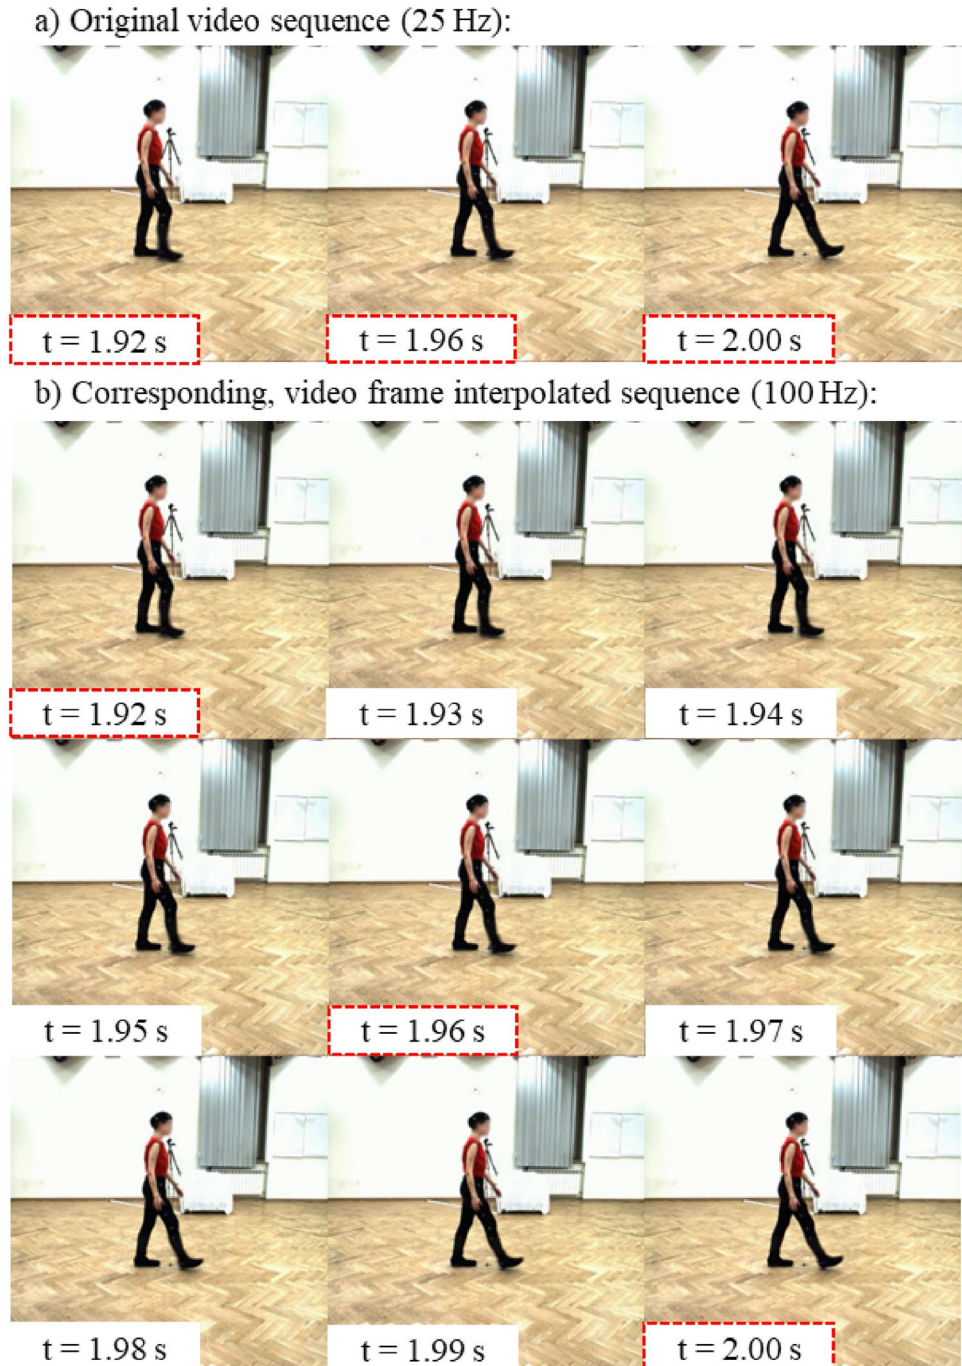 a) Original video sequence (25 Hz):
t = 1.92 s
t = 1.96 s
t = 2.00 s
b) Corresponding, video frame interpolated sequence (100 Hz):
t = 1.92 s
t = 1.93 s
t = 1.94 s
t = 1.95 s
t = 1.96 s
t = 1.97 s
t = 1.98 s
t = 1.99 s
t = 2.00 s